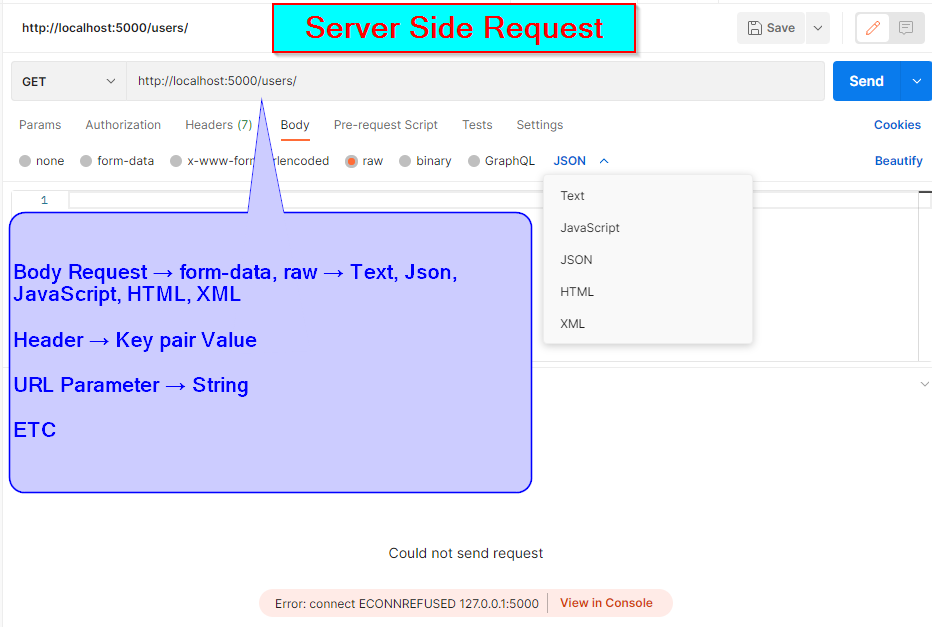 http://localhost:5000/users/
Server Side Request
Save
GET
http://localhost:5000/users/
Send
Params Authorization Headers (7) Body Pre-request Script Tests Settings Cookies
none form-data x-www-form rlencoded raw binary GraphQL JSON Beautify
1
Text
JavaScript
JSON
HTML
XML
Body Request → form-data, raw → Text, Json,
JavaScript, HTML, XML
Header → Key pair Value
URL Parameter → String
ETC
Could not send request
Error: connect ECONNREFUSED 127.0.0.1:5000 View in Console